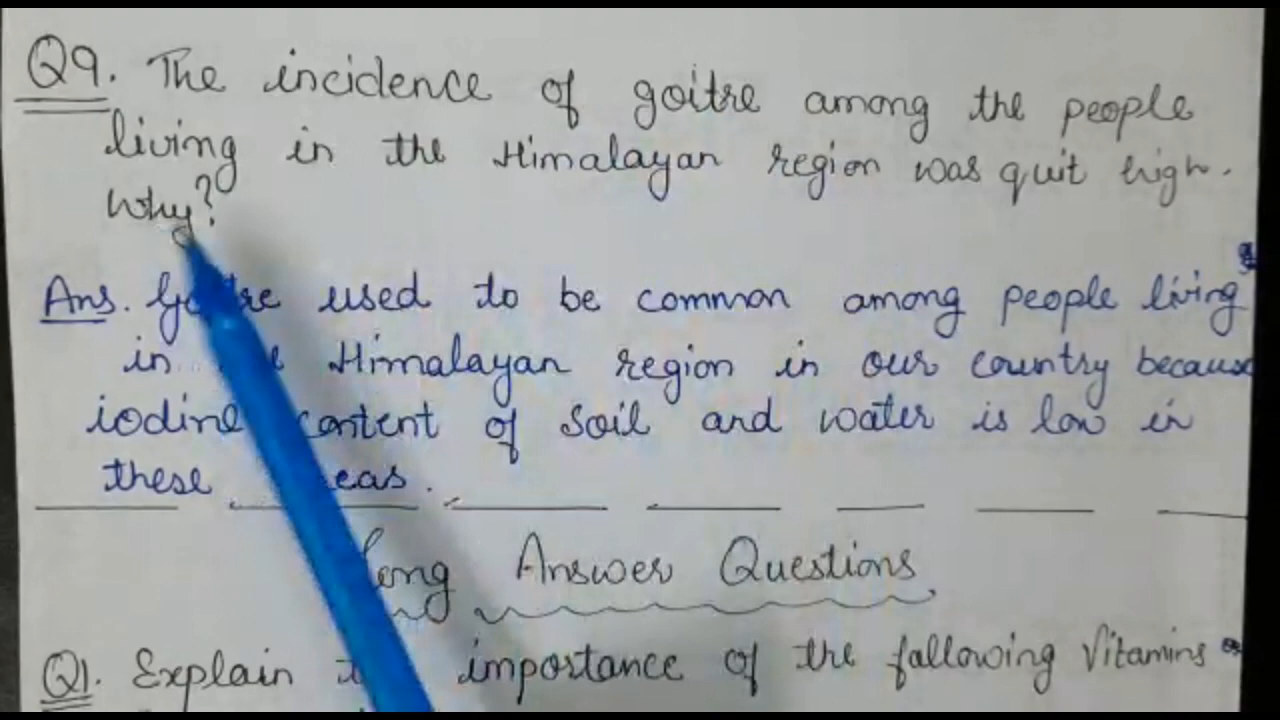 Q9. The incidence of goitre among the people
living in the Himalayan region was quit high.
Why?
Ans. used to be common among people living
in Himalayan region in our country because
iodine content of soil and water is low in
these
Long Answer Questions
Q1. Explain importance of the following Vitamins